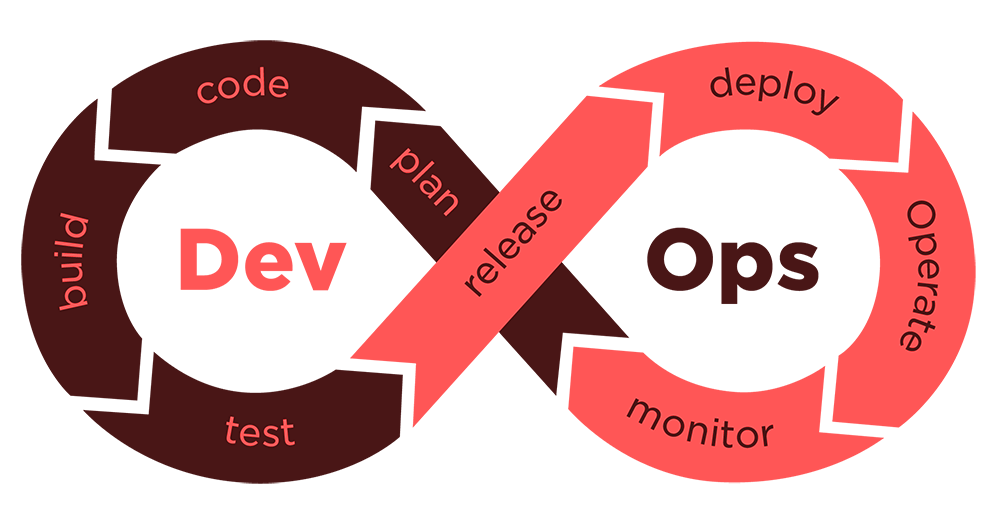 plan
code
build
test
release
deploy
Operate
monitor
Dev
Ops